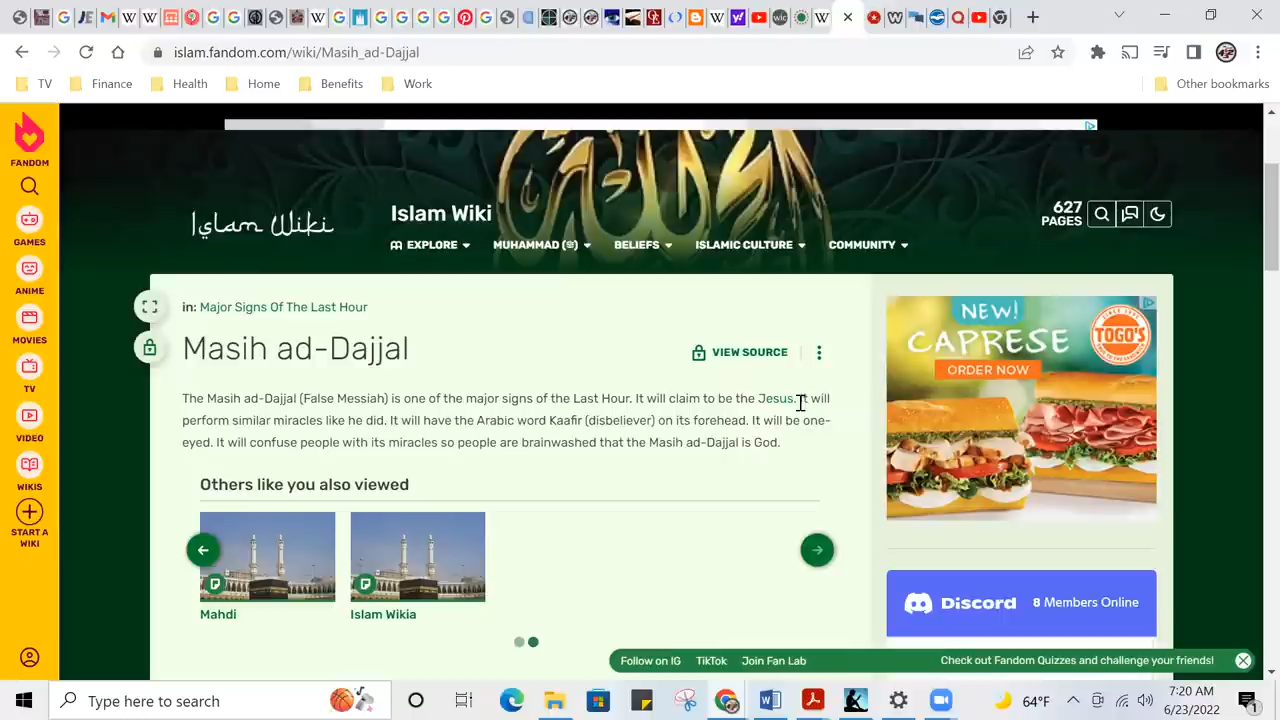 islam.fandom.com/wiki/Masih_ad-Dajjal
TV
Finance
Health
Home
Benefits
Work
Other bookmarks
FANDOM
GAMES
ANIME
MOVIES
TV
VIDEO
WIKIS
START A
WIKI
Islam Wiki
Islam Wiki
627
PAGES
EXPLORE
MUHAMMAD (ﷺ)
BELIEFS
ISLAMIC CULTURE
COMMUNITY
in: Major Signs Of The Last Hour
Masih ad-Dajjal
VIEW SOURCE
The Masih ad-Dajjal (False Messiah) is one of the major signs of the Last Hour. It will claim to be the Jesus. It will
perform similar miracles like he did. It will have the Arabic word Kaafir (disbeliever) on its forehead. It will be one-
eyed. It will confuse people with its miracles so people are brainwashed that the Masih ad-Dajjal is God.
Others like you also viewed
Mahdi
Islam Wikia
NEW!
CAPRESE
ORDER NOW
TOGO'S
Discord 8 Members Online
Follow on IG
TikTok
Join Fan Lab
Check out Fandom Quizzes and challenge your friends!
Type here to search
64°F
7:20 AM
6/23/2022